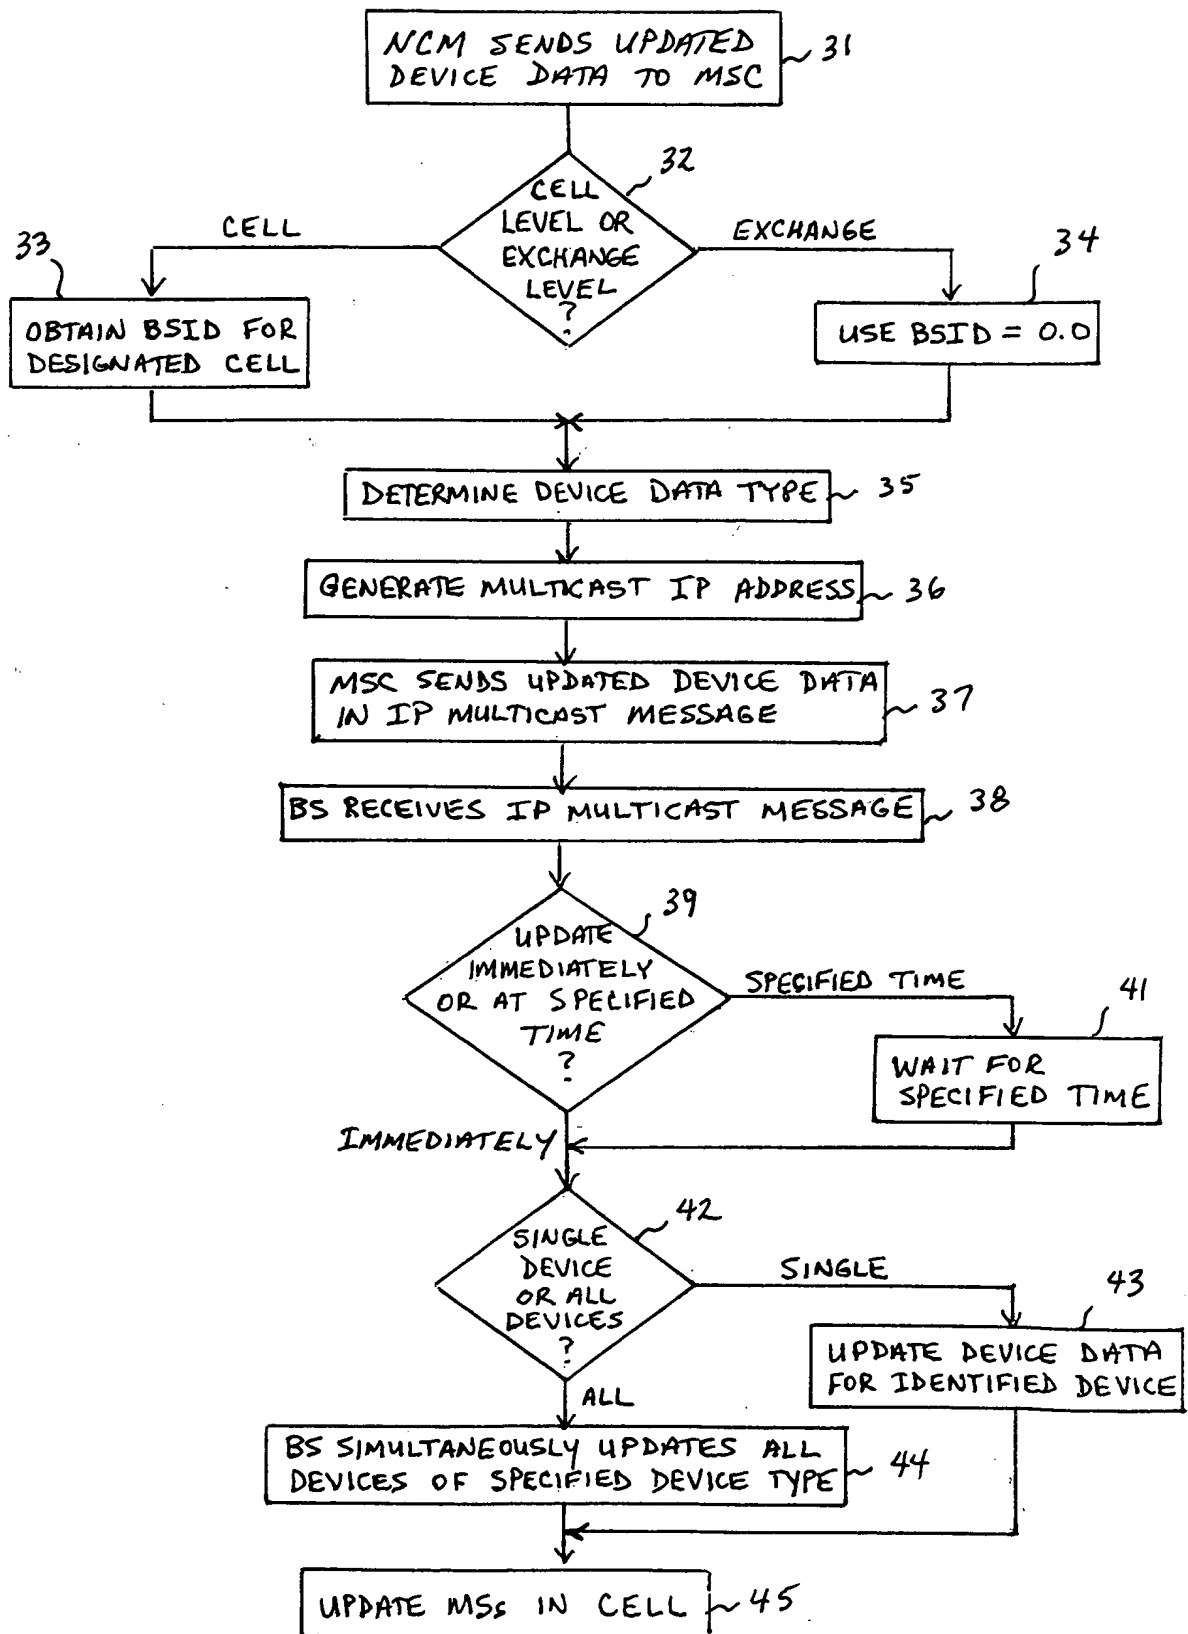 NCM SENDS UPDATED
DEVICE DATA TO MSC
31
32
CELL
LEVEL OR
EXCHANGE
LEVEL
?
CELL
EXCHANGE
33
34
OBTAIN BSID FOR
DESIGNATED CELL
USE BSID = 0.0
DETERMINE DEVICE DATA TYPE
35
GENERATE MULTICAST IP ADDRESS
36
MSC SENDS UPDATED DEVICE DATA
IN IP MULTICAST MESSAGE
37
BS RECEIVES IP MULTICAST MESSAGE
38
39
UPDATE
IMMEDIATELY
OR AT SPECIFIED
TIME
?
SPECIFIED TIME
41
WAIT FOR
SPECIFIED TIME
IMMEDIATELY
42
SINGLE
DEVICE
OR ALL
DEVICES
?
SINGLE
43
UPDATE DEVICE DATA
FOR IDENTIFIED DEVICE
ALL
BS SIMULTANEOUSLY UPDATES ALL
DEVICES OF SPECIFIED DEVICE TYPE
44
UPDATE MSs IN CELL
45